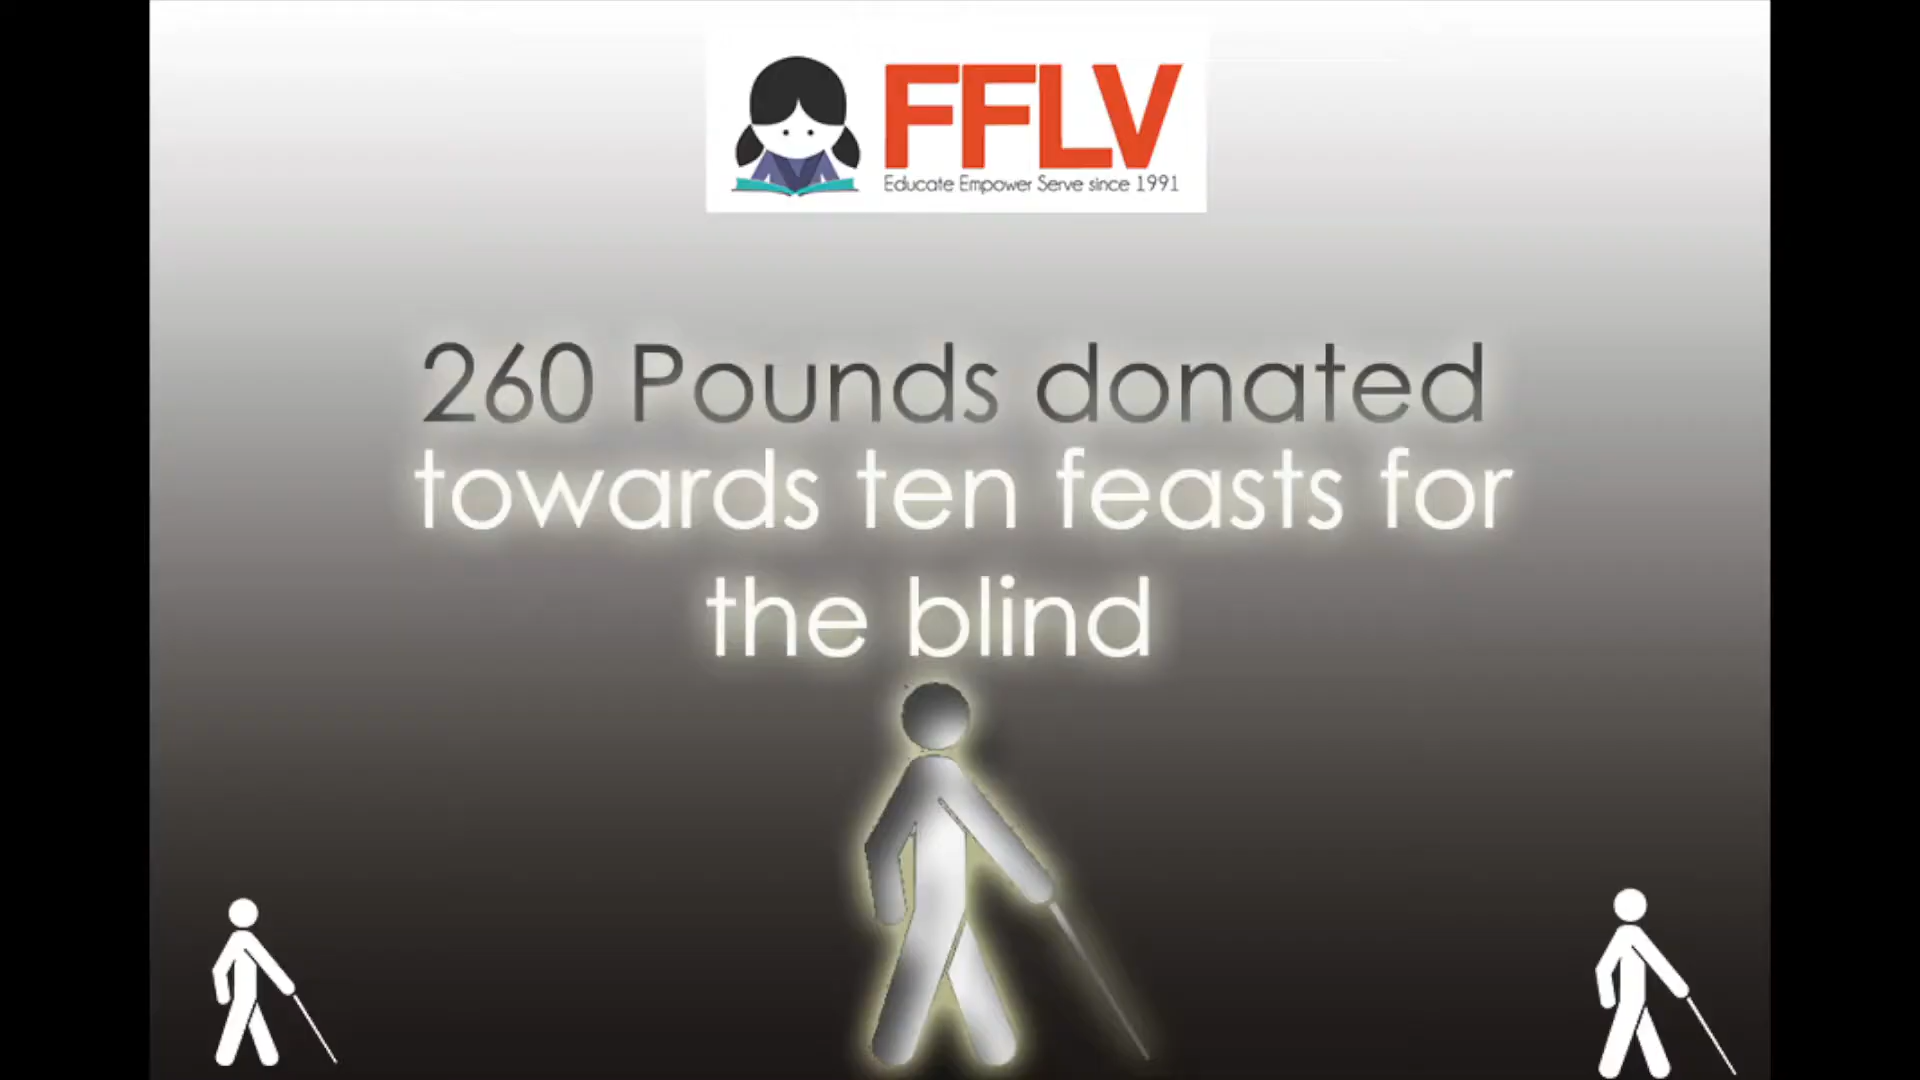 FFLV
Educate Empower Serve since 1991
260 Pounds donated
towards ten feasts for
the blind